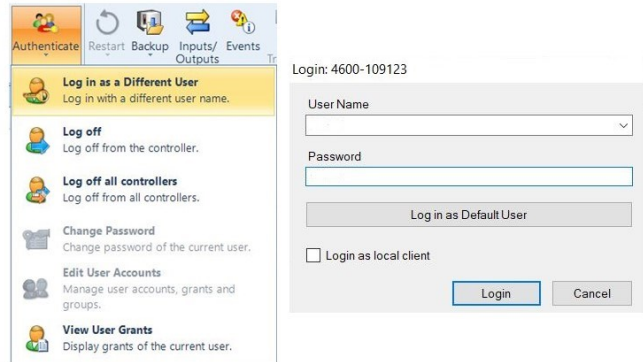 Authenticate Restart Backup Inputs/ Events
Outputs
Log in as a Different User
Log in with a different user name.
Log off
Log off from the controller.
Log off all controllers
Log off from all controllers.
Change Password
Change password of the current user.
Edit User Accounts
Manage user accounts, grants and
groups.
View User Grants
Display grants of the current user.
Login: 4600-109123
User Name
Password
Log in as Default User
Login as local client
Login Cancel